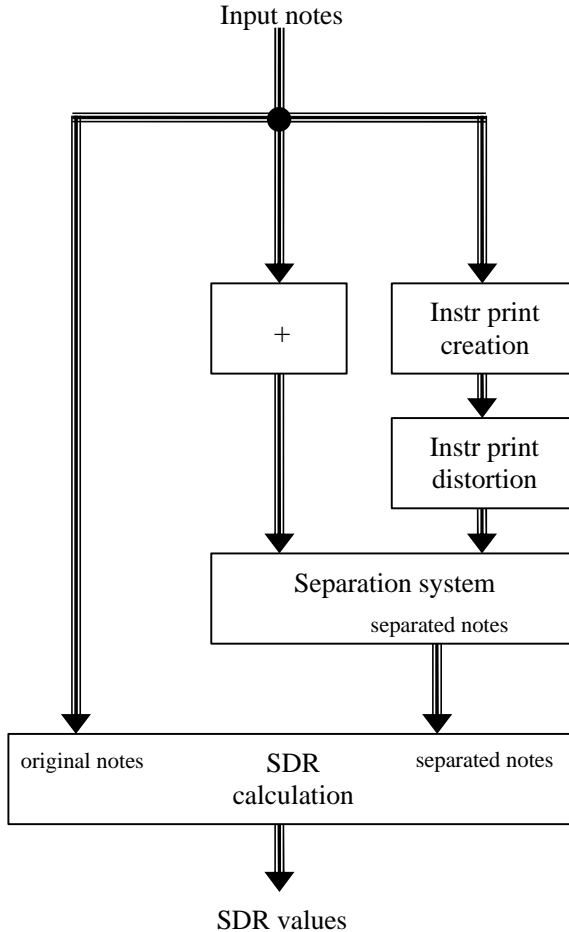 Input notes
+
Instr print
creation
Instr print
distortion
Separation system
separated notes
original notes
SDR
calculation
separated notes
SDR values